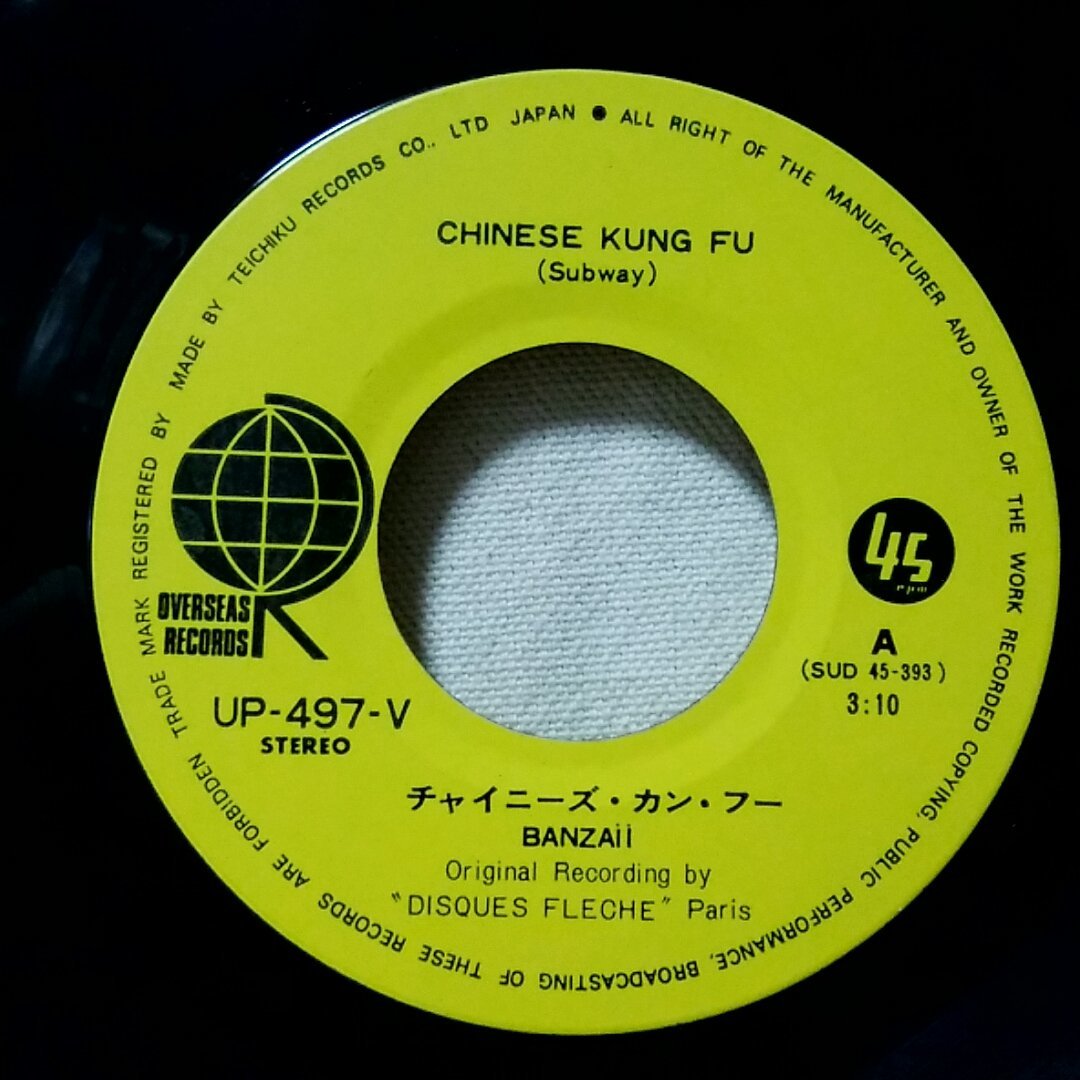 TRADE MARK REGISTERED BY MADE BY TEICHIKU RECORDS CO., LTD JAPAN ● ALL RIGHT OF THE MANUFACTURER AND OWNER OF THE WORK RECORDED COPYING, PUBLIC PERFORMANCE, BROADCASTING OF THESE RECORDS ARE FORBIDDEN
CHINESE KUNG FU
(Subway)
OVERSEAS
RECORDS
R
45
rpm
A
(SUD 45-393)
3:10
UP-497-V
STEREO
チャイニーズ・カン・フー
BANZAii
Original Recording by
"DISQUES FLECHE" Paris